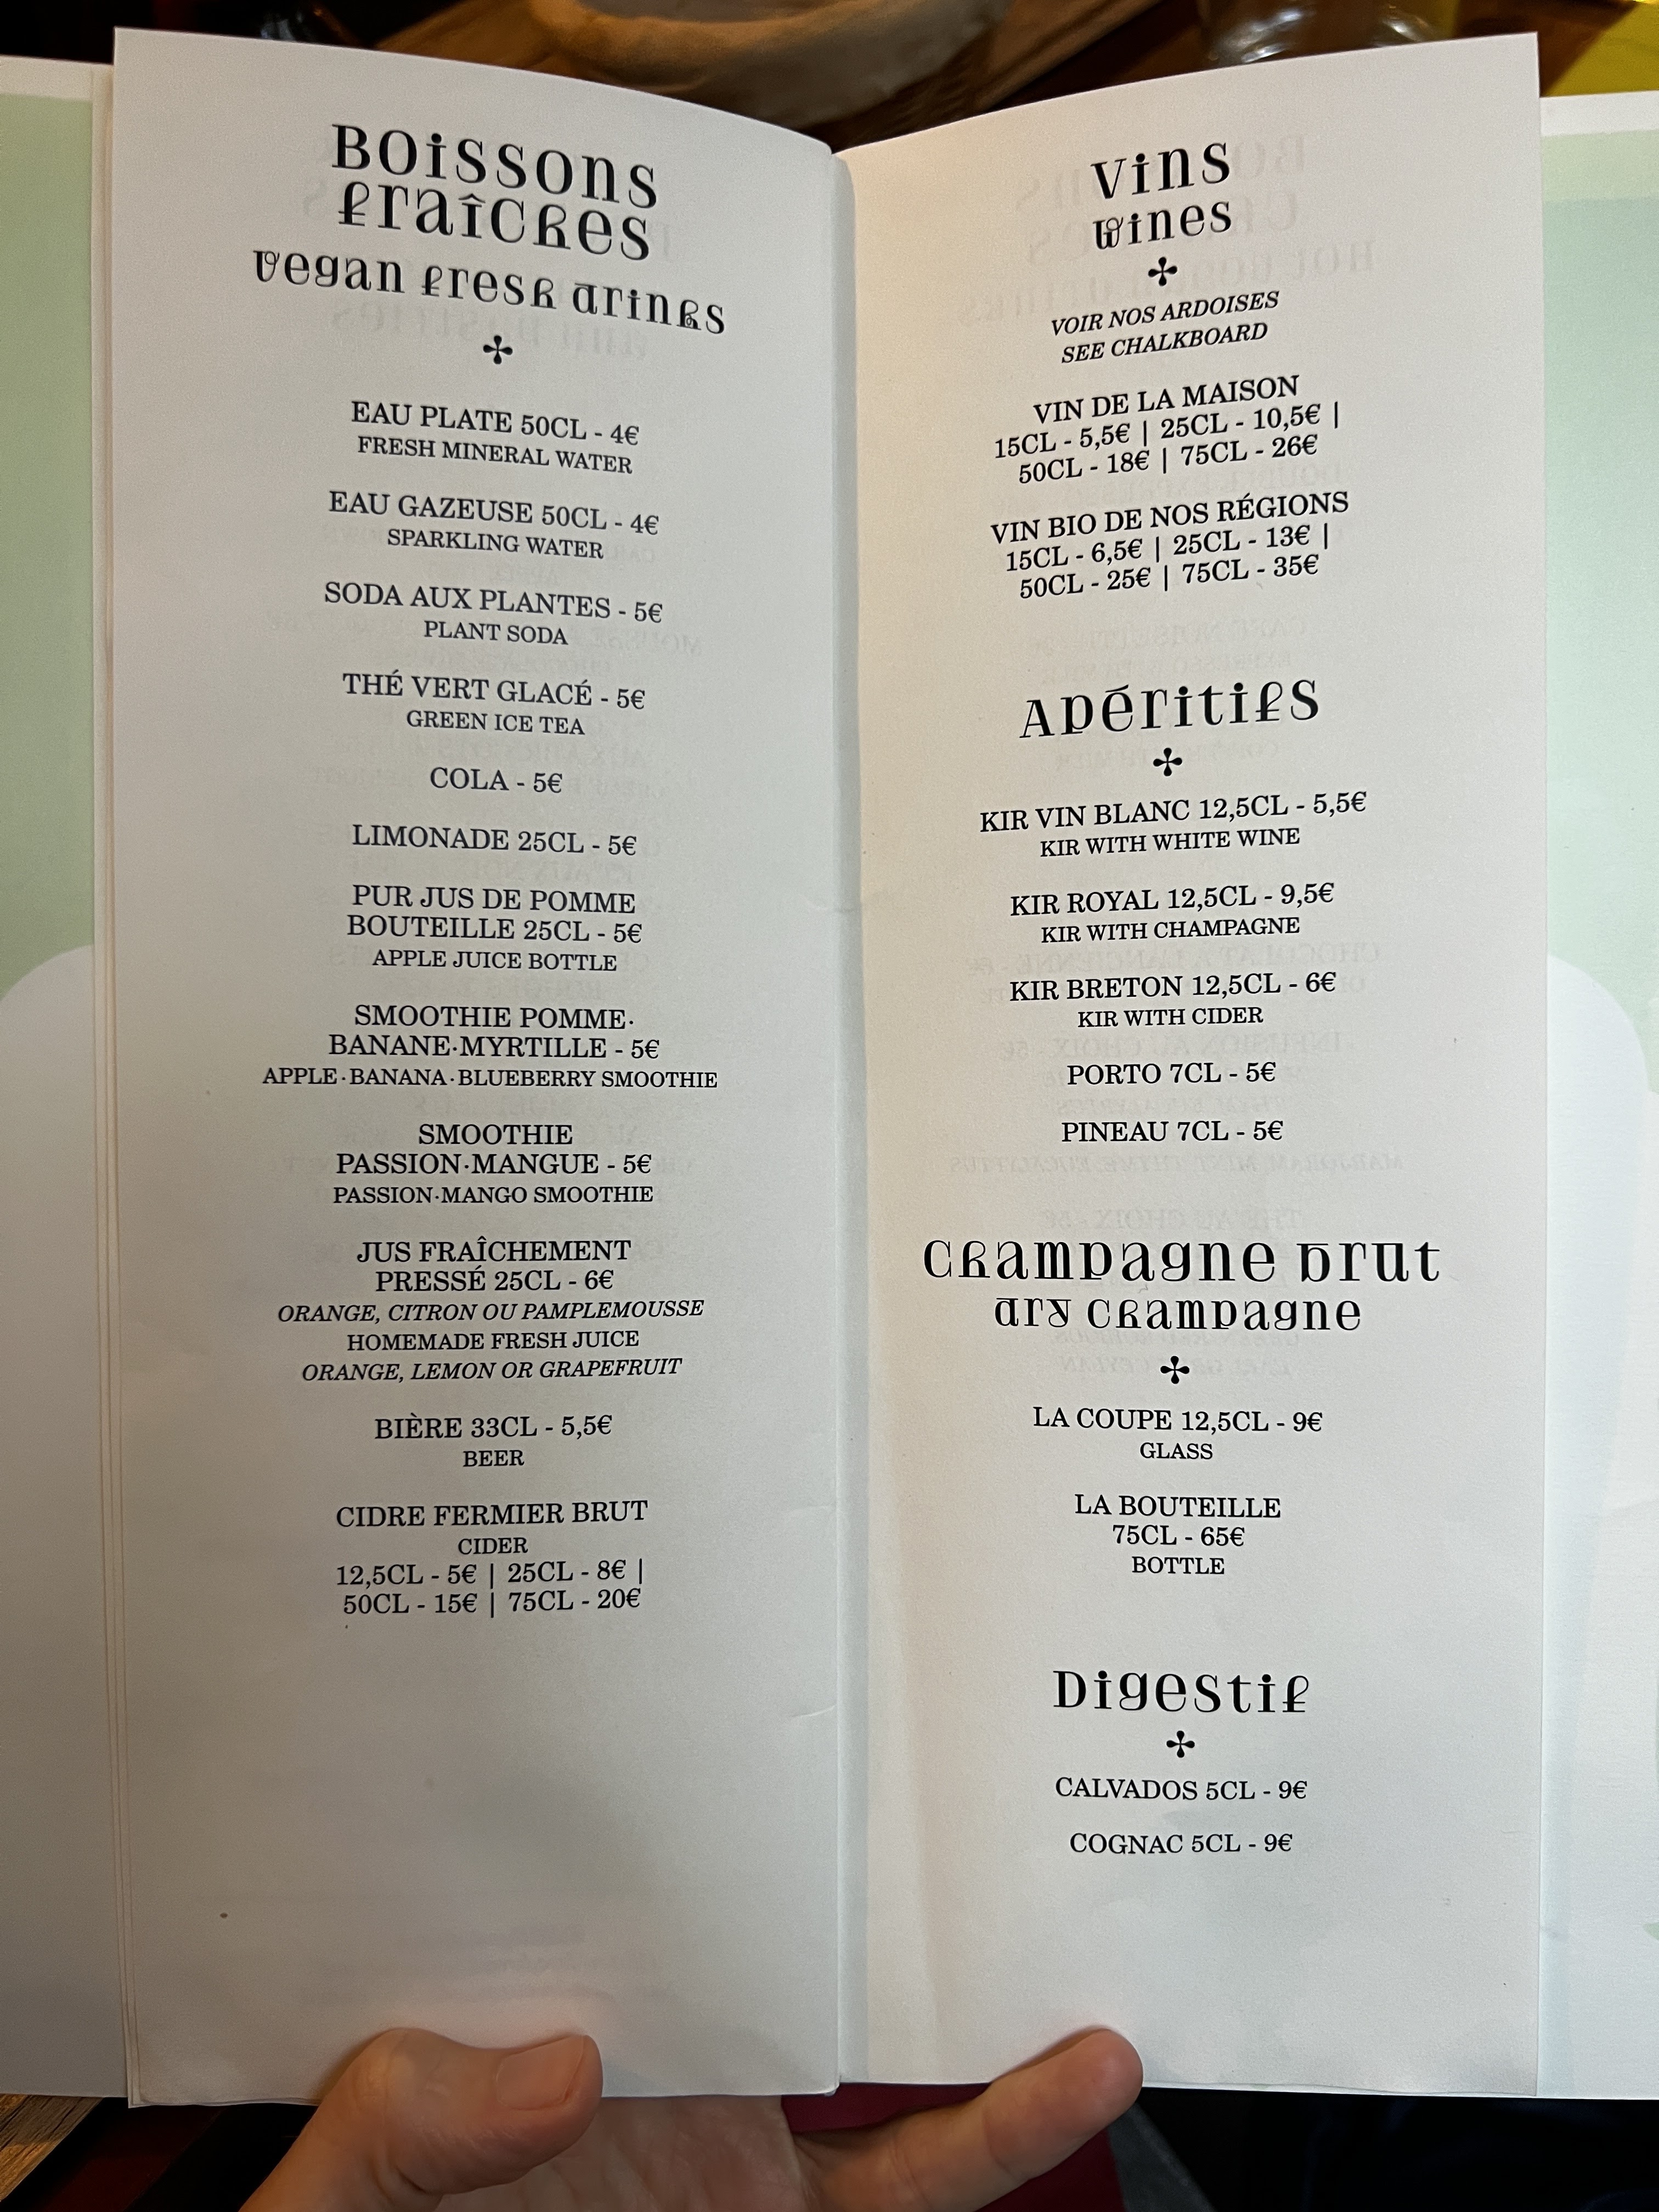 Boissons
fraîches
vegan fresh drinks
EAU PLATE 50CL - 4€
FRESH MINERAL WATER
EAU GAZEUSE 50CL - 4€
SPARKLING WATER
SODA AUX PLANTES - 5€
PLANT SODA
THÉ VERT GLACÉ - 5€
GREEN ICE TEA
COLA - 5€
LIMONADE 25CL - 5€
PUR JUS DE POMME
BOUTEILLE 25CL - 5€
APPLE JUICE BOTTLE
SMOOTHIE POMME·
BANANE·MYRTILLE - 5€
APPLE·BANANA·BLUEBERRY SMOOTHIE
SMOOTHIE
PASSION·MANGUE - 5€
PASSION·MANGO SMOOTHIE
JUS FRAÎCHEMENT
PRESSÉ 25CL - 6€
ORANGE, CITRON OU PAMPLEMOUSSE
HOMEMADE FRESH JUICE
ORANGE, LEMON OR GRAPEFRUIT
BIÈRE 33CL - 5,5€
BEER
CIDRE FERMIER BRUT
CIDER
12,5CL - 5€ | 25CL - 8€ |
50CL - 15€ | 75CL - 20€
Vins
wines
VOIR NOS ARDOISES
SEE CHALKBOARD
VIN DE LA MAISON
15CL - 5,5€ | 25CL - 10,5€ |
50CL - 18€ | 75CL - 26€
VIN BIO DE NOS RÉGIONS
15CL - 6,5€ | 25CL - 13€ |
50CL - 25€ | 75CL - 35€
Apéritifs
KIR VIN BLANC 12,5CL - 5,5€
KIR WITH WHITE WINE
KIR ROYAL 12,5CL - 9,5€
KIR WITH CHAMPAGNE
KIR BRETON 12,5CL - 6€
KIR WITH CIDER
PORTO 7CL - 5€
PINEAU 7CL - 5€
Champagne brut
dry champagne
LA COUPE 12,5CL - 9€
GLASS
LA BOUTEILLE
75CL - 65€
BOTTLE
Digestif
CALVADOS 5CL - 9€
COGNAC 5CL - 9€